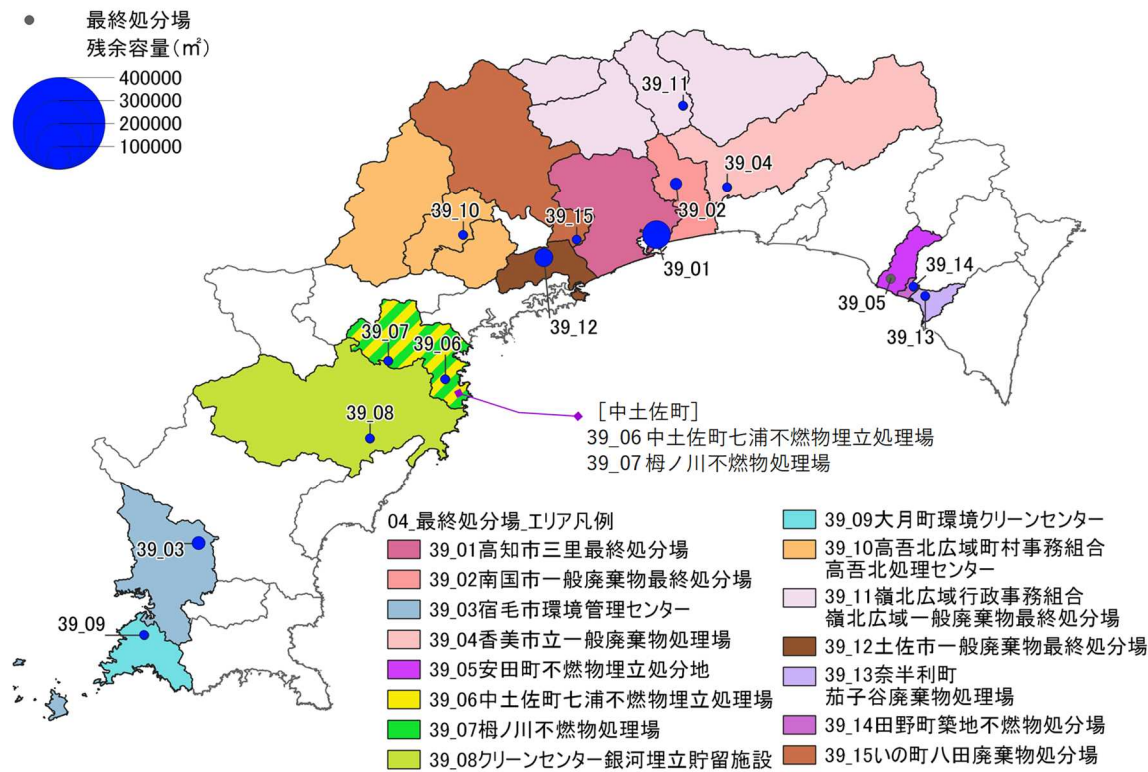 最終処分場
残余容量(㎥)
400000
300000
200000
100000
39_11
39_04
39_10
39_15
39_02
39_01
39_14
39_05
39_12
39_13
39_07
39_06
39_08
[中土佐町]
39_06中土佐町七浦不燃物埋立処理場
39_07栂ノ川不燃物処理場
39_03
39_09
04_最終処分場_エリア凡例
39_01高知市三里最終処分場
39_02南国市一般廃棄物最終処分場
39_03宿毛市環境管理センター
39_04香美市立一般廃棄物処理場
39_05安田町不燃物埋立処分地
39_06中土佐町七浦不燃物埋立処理場
39_07栂ノ川不燃物処理場
39_08クリーンセンター銀河埋立貯留施設
39_09大月町環境クリーンセンター
39_10高吾北広域町村事務組合
高吾北処理センター
39_11嶺北広域行政事務組合
嶺北広域一般廃棄物最終処分場
39_12土佐市一般廃棄物最終処分場
39_13奈半利町
茄子谷廃棄物処理場
39_14田野町築地不燃物処分場
39_15いの町八田廃棄物処分場